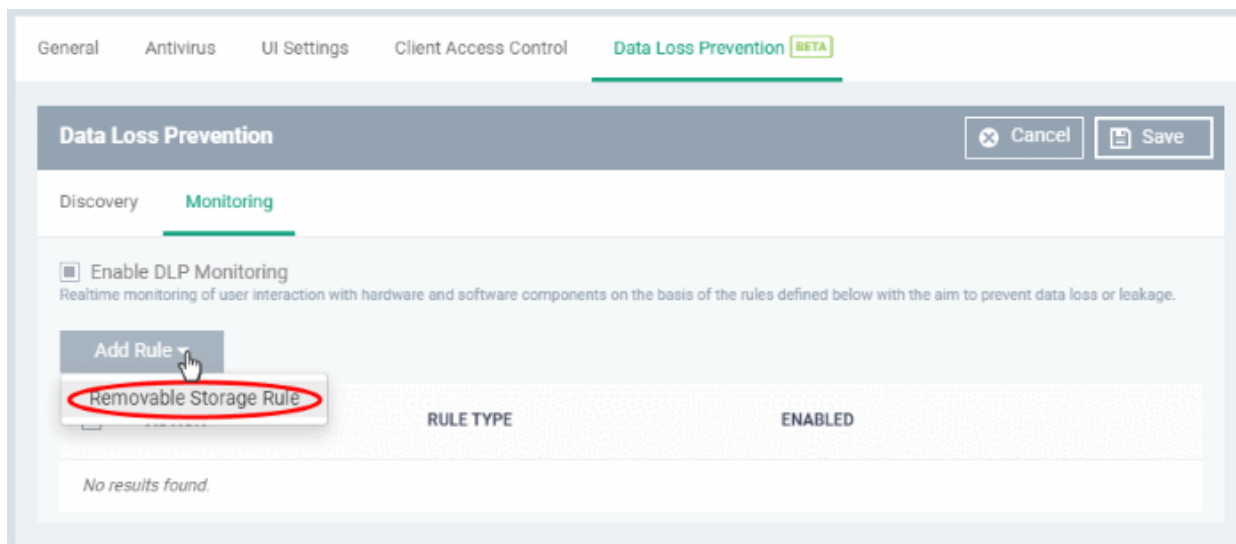 General Antivirus UI Settings Client Access Control Data Loss Prevention BETA
Data Loss Prevention Cancel Save
Discovery Monitoring
Enable DLP Monitoring
Realtime monitoring of user interaction with hardware and software components on the basis of the rules defined below with the aim to prevent data loss or leakage.
Add Rule
Removable Storage Rule
RULE TYPE ENABLED
No results found.